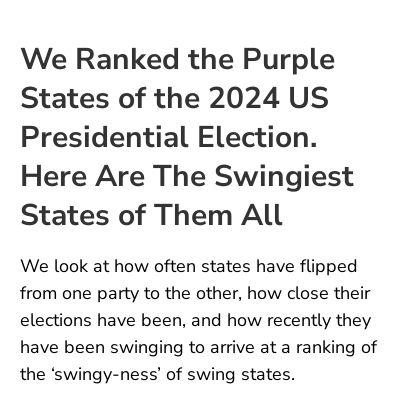 We Ranked the Purple
States of the 2024 US
Presidential Election.
Here Are The Swingiest
States of Them All
We look at how often states have flipped
from one party to the other, how close their
elections have been, and how recently they
have been swinging to arrive at a ranking of
the ‘swingy-ness’ of swing states.